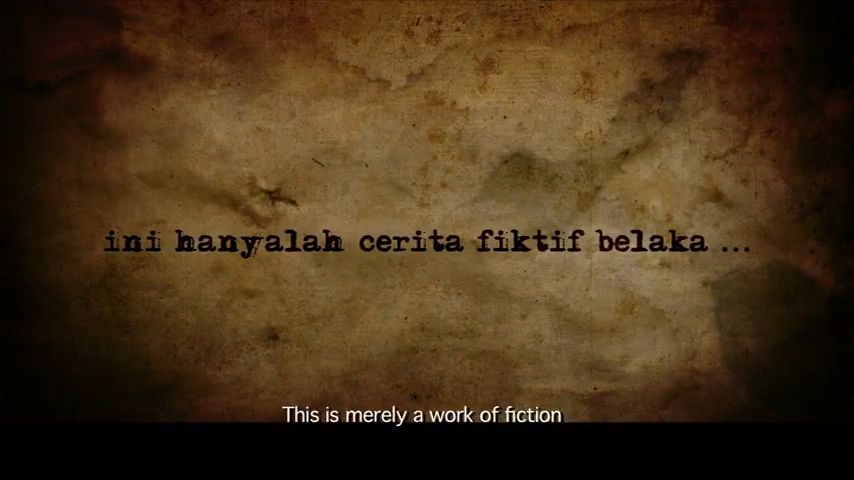 ini hanyalah cerita fiktif belaka ...
This is merely a work of fiction